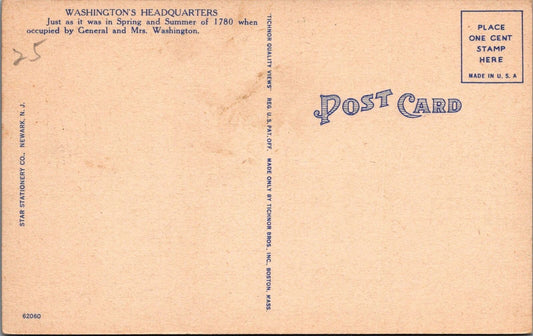 WASHINGTON'S HEADQUARTERS
Just as it was in Spring and Summer of 1780 when
occupied by General and Mrs. Washington.
25
STAR STATIONERY CO., NEWARK, N. J.
62060
"TICHNOR QUALITY VIEWS" REG. U. S. PAT. OFF. MADE ONLY BY TICHNOR BROS., INC., BOSTON, MASS.
POST CARD
PLACE
ONE CENT
STAMP
HERE
MADE IN U. S. A